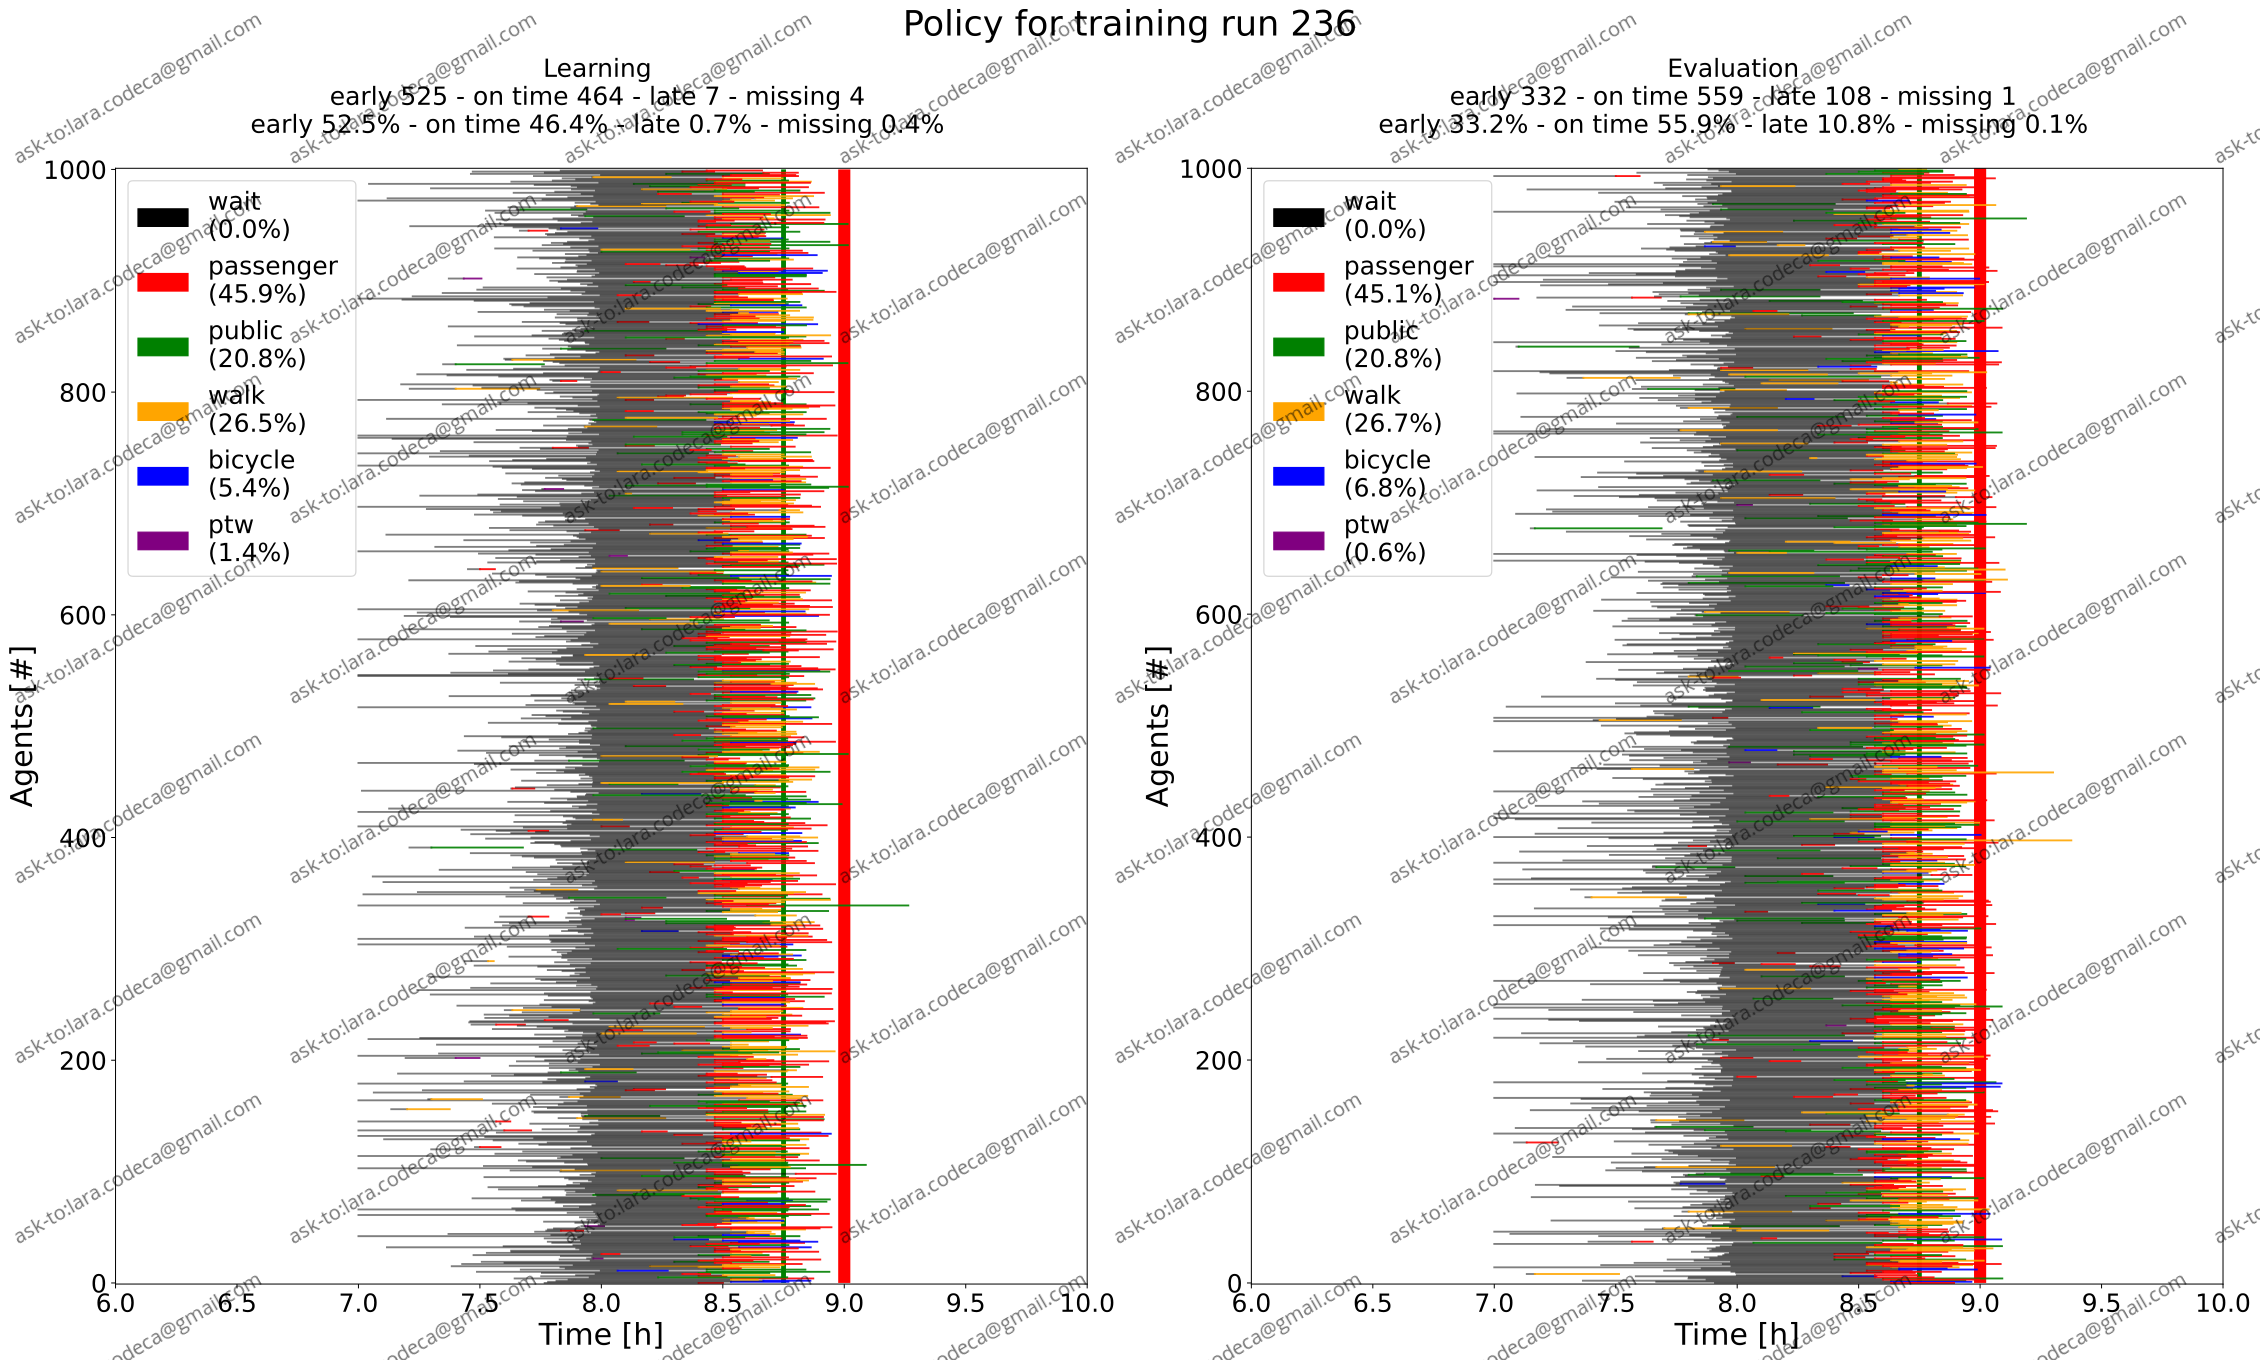 Policy for training run 236
Learning
early 525 - on time 464 - late 7 - missing 4
early 52.5% - on time 46.4% - late 0.7% - missing 0.4%
1000
800
600
400
200
0
Agents [#]
wait
(0.0%)
passenger
(45.9%)
public
(20.8%)
walk
(26.5%)
bicycle
(5.4%)
ptw
(1.4%)
6.0 6.5 7.0 7.5 8.0 8.5 9.0 9.5 10.0
Time [h]
Evaluation
early 332 - on time 559 - late 108 - missing 1
early 33.2% - on time 55.9% - late 10.8% - missing 0.1%
1000
800
600
400
200
0
Agents [#]
wait
(0.0%)
passenger
(45.1%)
public
(20.8%)
walk
(26.7%)
bicycle
(6.8%)
ptw
(0.6%)
6.0 6.5 7.0 7.5 8.0 8.5 9.0 9.5 10.0
Time [h]
ask-to:lara.codeca@gmail.com